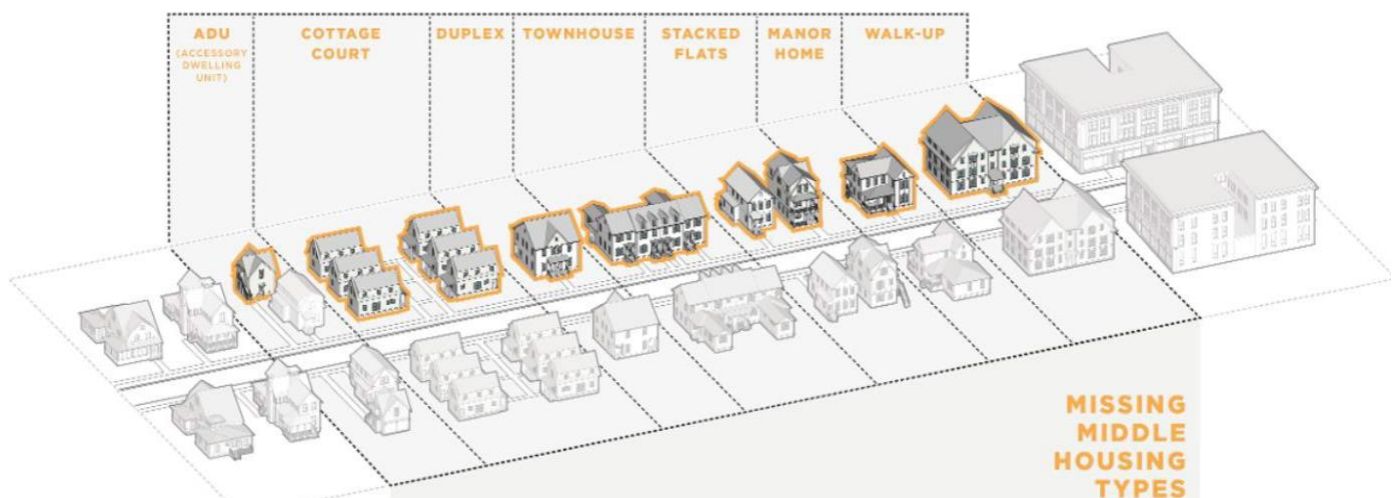 ADU
(ACCESSORY
DWELLING
UNIT)
COTTAGE
COURT
DUPLEX
TOWNHOUSE
STACKED
FLATS
MANOR
HOME
WALK-UP
MISSING
MIDDLE
HOUSING
TYPES